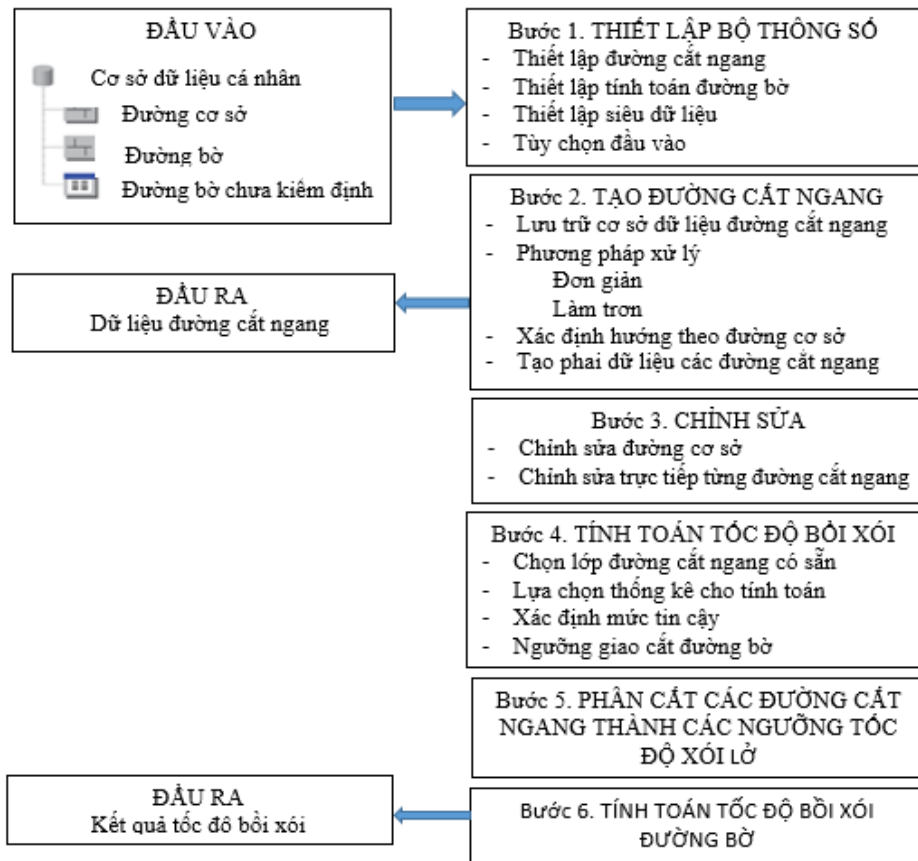 ĐẦU VÀO
Cơ sở dữ liệu cá nhân
Đường cơ sở
Đường bờ
Đường bờ chưa kiểm định
Bước 1. THIẾT LẬP BỘ THÔNG SỐ
- Thiết lập đường cắt ngang
- Thiết lập tính toán đường bờ
- Thiết lập siêu dữ liệu
- Tùy chọn đầu vào
Bước 2. TẠO ĐƯỜNG CẮT NGANG
- Lưu trữ cơ sở dữ liệu đường cắt ngang
- Phương pháp xử lý
Đơn giản
Làm trơn
- Xác định hướng theo đường cơ sở
- Tạo phai dữ liệu các đường cắt ngang
ĐẦU RA
Dữ liệu đường cắt ngang
Bước 3. CHỈNH SỬA
- Chỉnh sửa đường cơ sở
- Chỉnh sửa trực tiếp từng đường cắt ngang
Bước 4. TÍNH TOÁN TỐC ĐỘ BỒI XÓI
- Chọn lớp đường cắt ngang có sẵn
- Lựa chọn thống kê cho tính toán
- Xác định mức tin cậy
- Ngưỡng giao cắt đường bờ
Bước 5. PHÂN CẮT CÁC ĐƯỜNG CẮT
NGANG THÀNH CÁC NGƯỠNG TỐC
ĐỘ XÓI LỞ
Bước 6. TÍNH TOÁN TỐC ĐỘ BỒI XÓI
ĐƯỜNG BỜ
ĐẦU RA
Kết quả tốc đô bồi xói